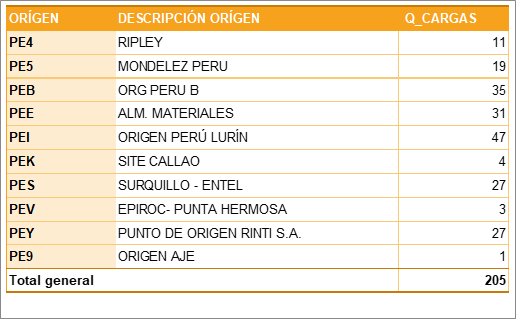 ORÍGEN DESCRIPCIÓN ORÍGEN Q_CARGAS
PE4 RIPLEY 11
PE5 MONDELEZ PERU 19
PEB ORG PERU B 35
PEE ALM. MATERIALES 31
PEI ORIGEN PERÚ LURÍN 47
PEK SITE CALLAO 4
PES SURQUILLO - ENTEL 27
PEV EPIROC- PUNTA HERMOSA 3
PEY PUNTO DE ORIGEN RINTI S.A. 27
PE9 ORIGEN AJE 1
Total general 205